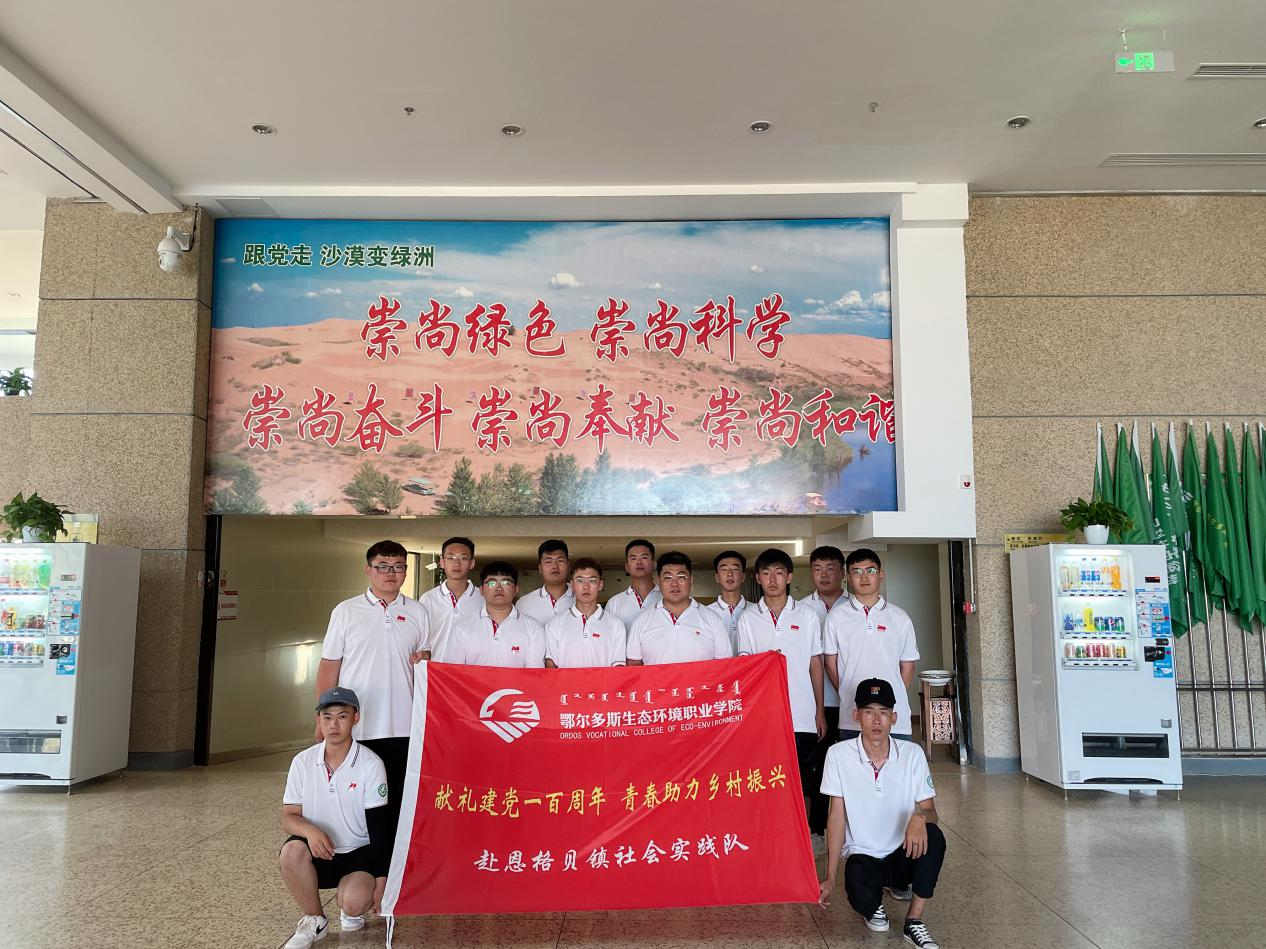 跟党走 沙漠变绿洲
崇尚绿色 崇尚科学
崇尚奋斗 崇尚奉献 崇尚和谐
鄂尔多斯生态环境职业学院
ORDOS VOCATIONAL COLLEGE OF ECO-ENVIRONMENT
献礼建党一百周年 青春助力乡村振兴
赴恩格贝镇社会实践队